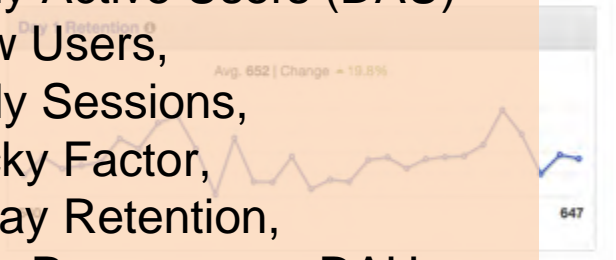 y Active Users (DAU)
Day 1 Retention
w Users,
Avg. 652 | Change 19.8%
ly Sessions,
ky Factor,
ay Retention,
647
DAU